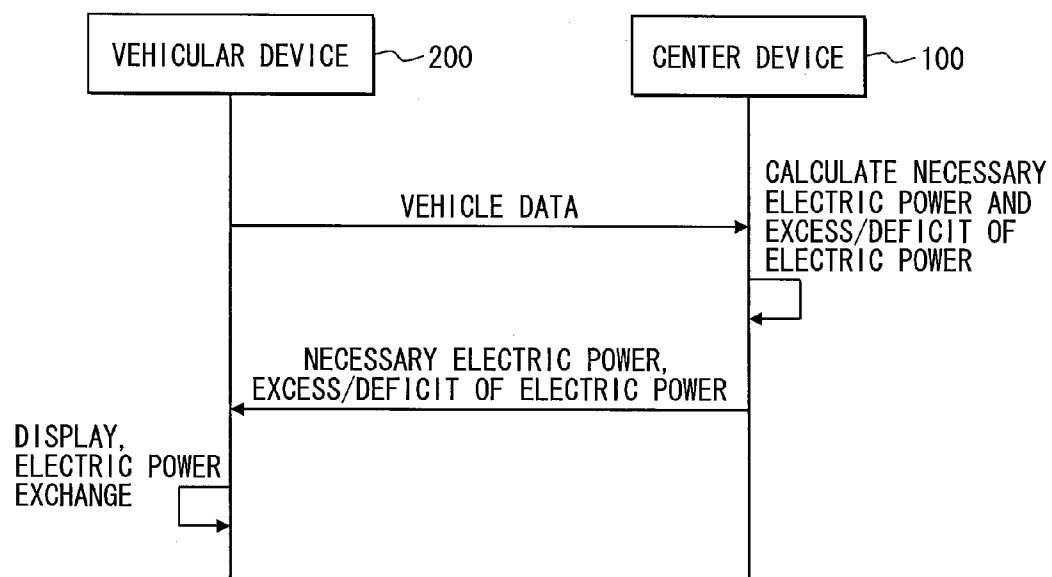 VEHICULAR DEVICE
200
CENTER DEVICE
100
VEHICLE DATA
CALCULATE NECESSARY
ELECTRIC POWER AND
EXCESS/DEFICIT OF
ELECTRIC POWER
NECESSARY ELECTRIC POWER,
EXCESS/DEFICIT OF ELECTRIC POWER
DISPLAY,
ELECTRIC POWER
EXCHANGE